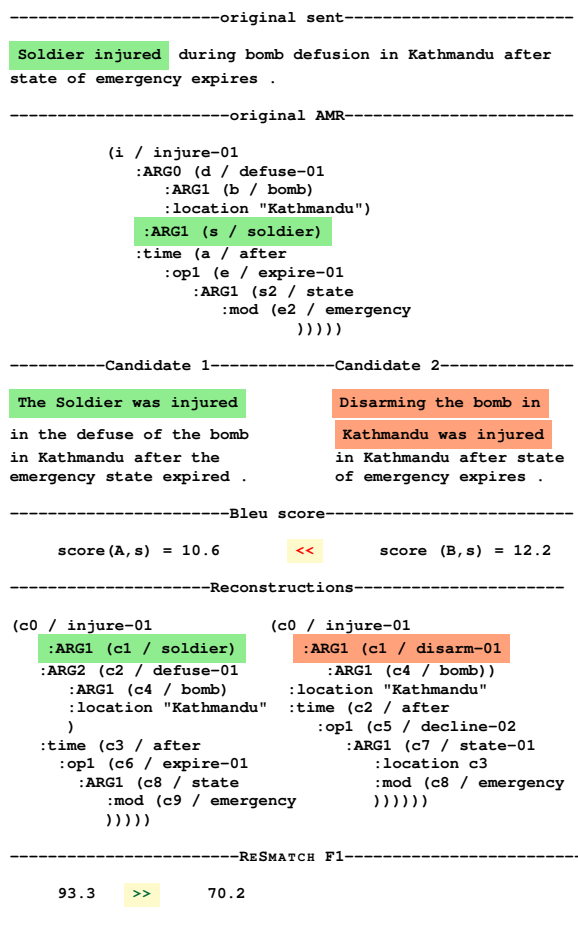 ----------------------original sent------------------------
Soldier injured during bomb defusion in Kathmandu after
state of emergency expires .
-----------------------original AMR------------------------
(i / injure-01
:ARG0 (d / defuse-01
:ARG1 (b / bomb)
:location "Kathmandu")
:ARG1 (s / soldier)
:time (a / after
:op1 (e / expire-01
:ARG1 (s2 / state
:mod (e2 / emergency
)))))
----------Candidate 1-------------Candidate 2--------------
The Soldier was injured
in the defuse of the bomb
in Kathmandu after the
emergency state expired .
Disarming the bomb in
Kathmandu was injured
in Kathmandu after state
of emergency expires .
-----------------------Bleu score--------------------------
score(A,s) = 10.6 << score (B,s) = 12.2
---------------------Reconstructions----------------------
(c0 / injure-01
:ARG1 (c1 / soldier)
:ARG2 (c2 / defuse-01
:ARG1 (c4 / bomb)
:location "Kathmandu"
)
:time (c3 / after
:op1 (c6 / expire-01
:ARG1 (c8 / state
:mod (c9 / emergency
)))))
(c0 / injure-01
:ARG1 (c1 / disarm-01
:ARG1 (c4 / bomb))
:location "Kathmandu"
:time (c2 / after
:op1 (c5 / decline-02
:ARG1 (c7 / state-01
:location c3
:mod (c8 / emergency
))))))
------------------------RESMATCH F1-------------------------
93.3 >> 70.2